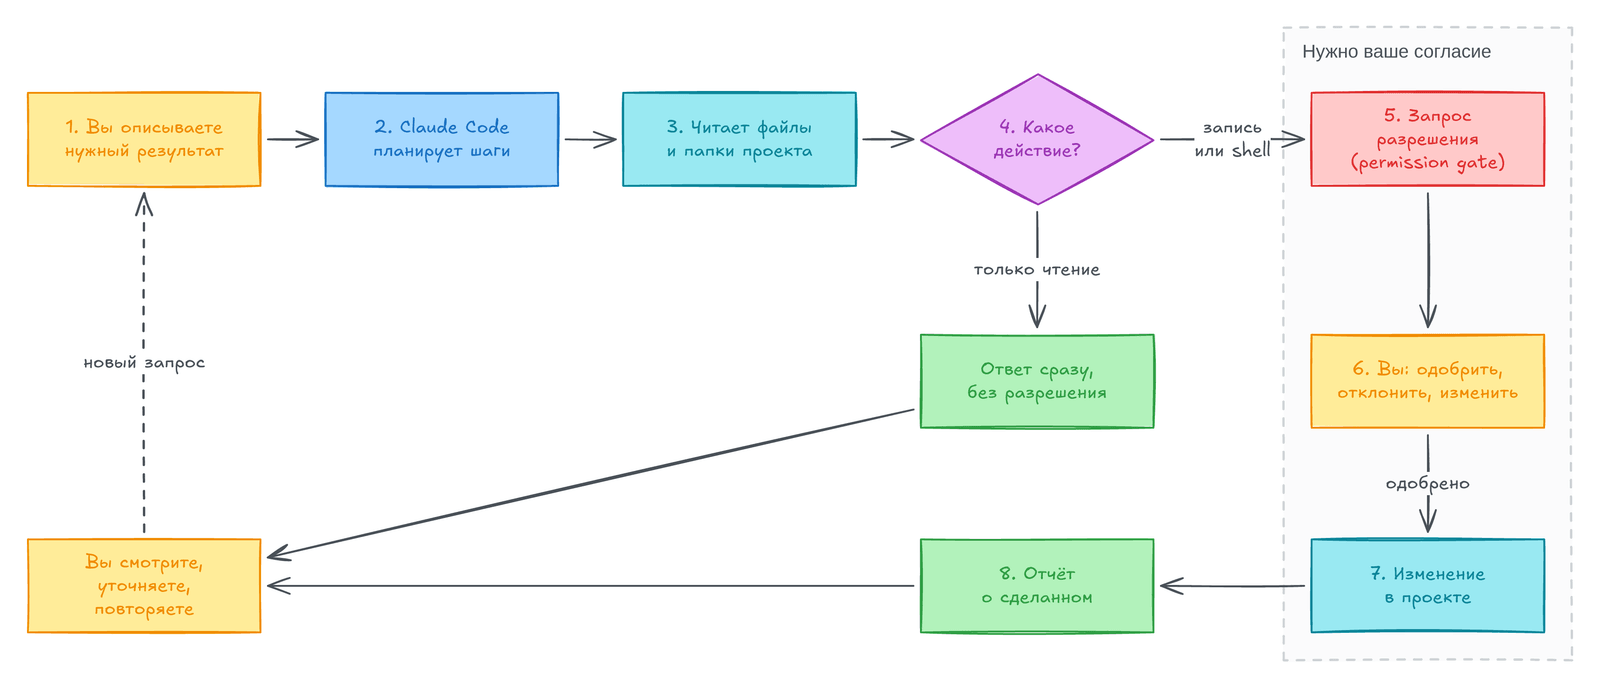 Нужно ваше согласие
1. Вы описываете
нужный результат
2. Claude Code
планирует шаги
3. Читает файлы
и папки проекта
4. Какое
действие?
запись
или shell
5. Запрос
разрешения
(permission gate)
только чтение
новый запрос
Ответ сразу,
без разрешения
6. Вы: одобрить,
отклонить, изменить
одобрено
Вы смотрите,
уточняете,
повторяете
8. Отчёт
о сделанном
7. Изменение
в проекте